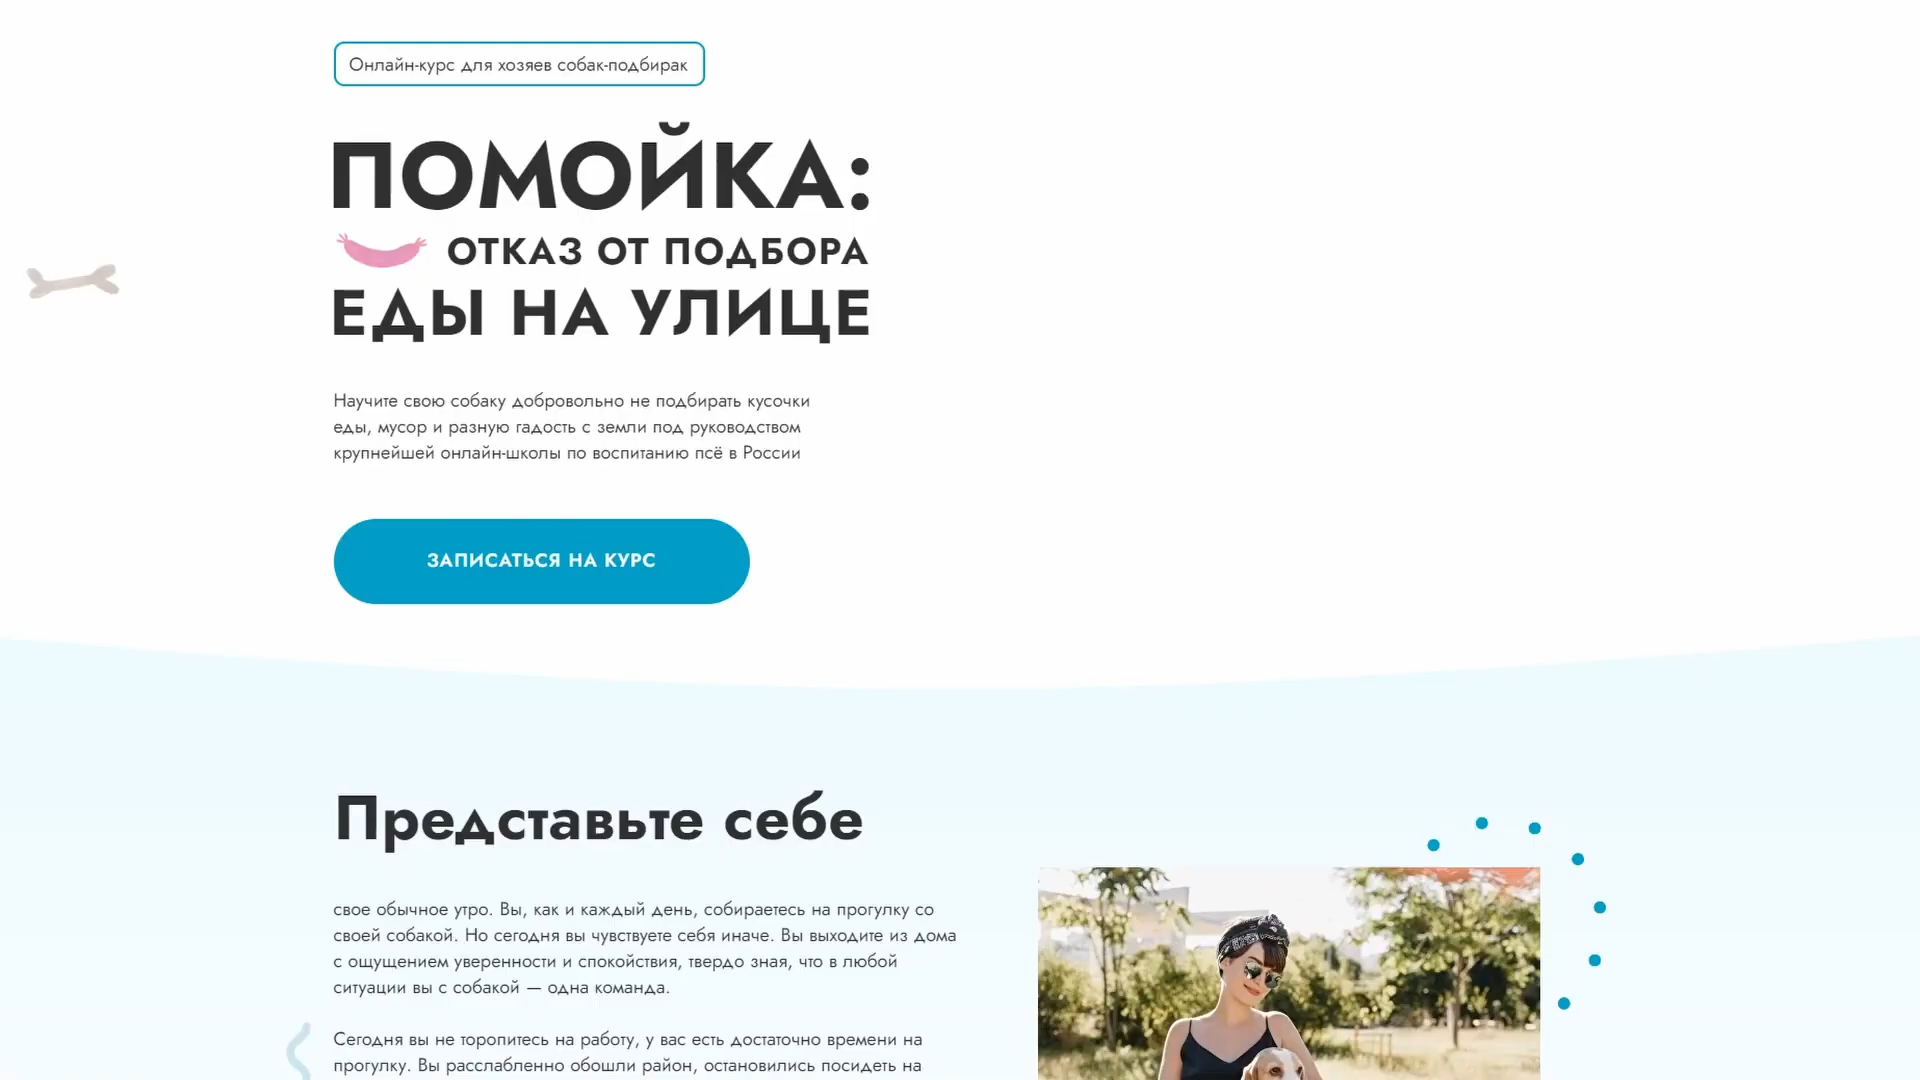 Онлайн-курс для хозяев собак-подбирак
ПОМОЙКА:
ОТКАЗ ОТ ПОДБОРА
ЕДЫ НА УЛИЦЕ
Научите свою собаку добровольно не подбирать кусочки
еды, мусор и разную гадость с земли под руководством
крупнейшей онлайн-школы по воспитанию псё в России
ЗАПИСАТЬСЯ НА КУРС
Представьте себе
свое обычное утро. Вы, как и каждый день, собираетесь на прогулку со
своей собакой. Но сегодня вы чувствуете себя иначе. Вы выходите из дома
с ощущением уверенности и спокойствия, твердо зная, что в любой
ситуации вы с собакой — одна команда.
Сегодня вы не торопитесь на работу, у вас есть достаточно времени на
прогулку. Вы расслабленно обошли район, остановились посидеть на